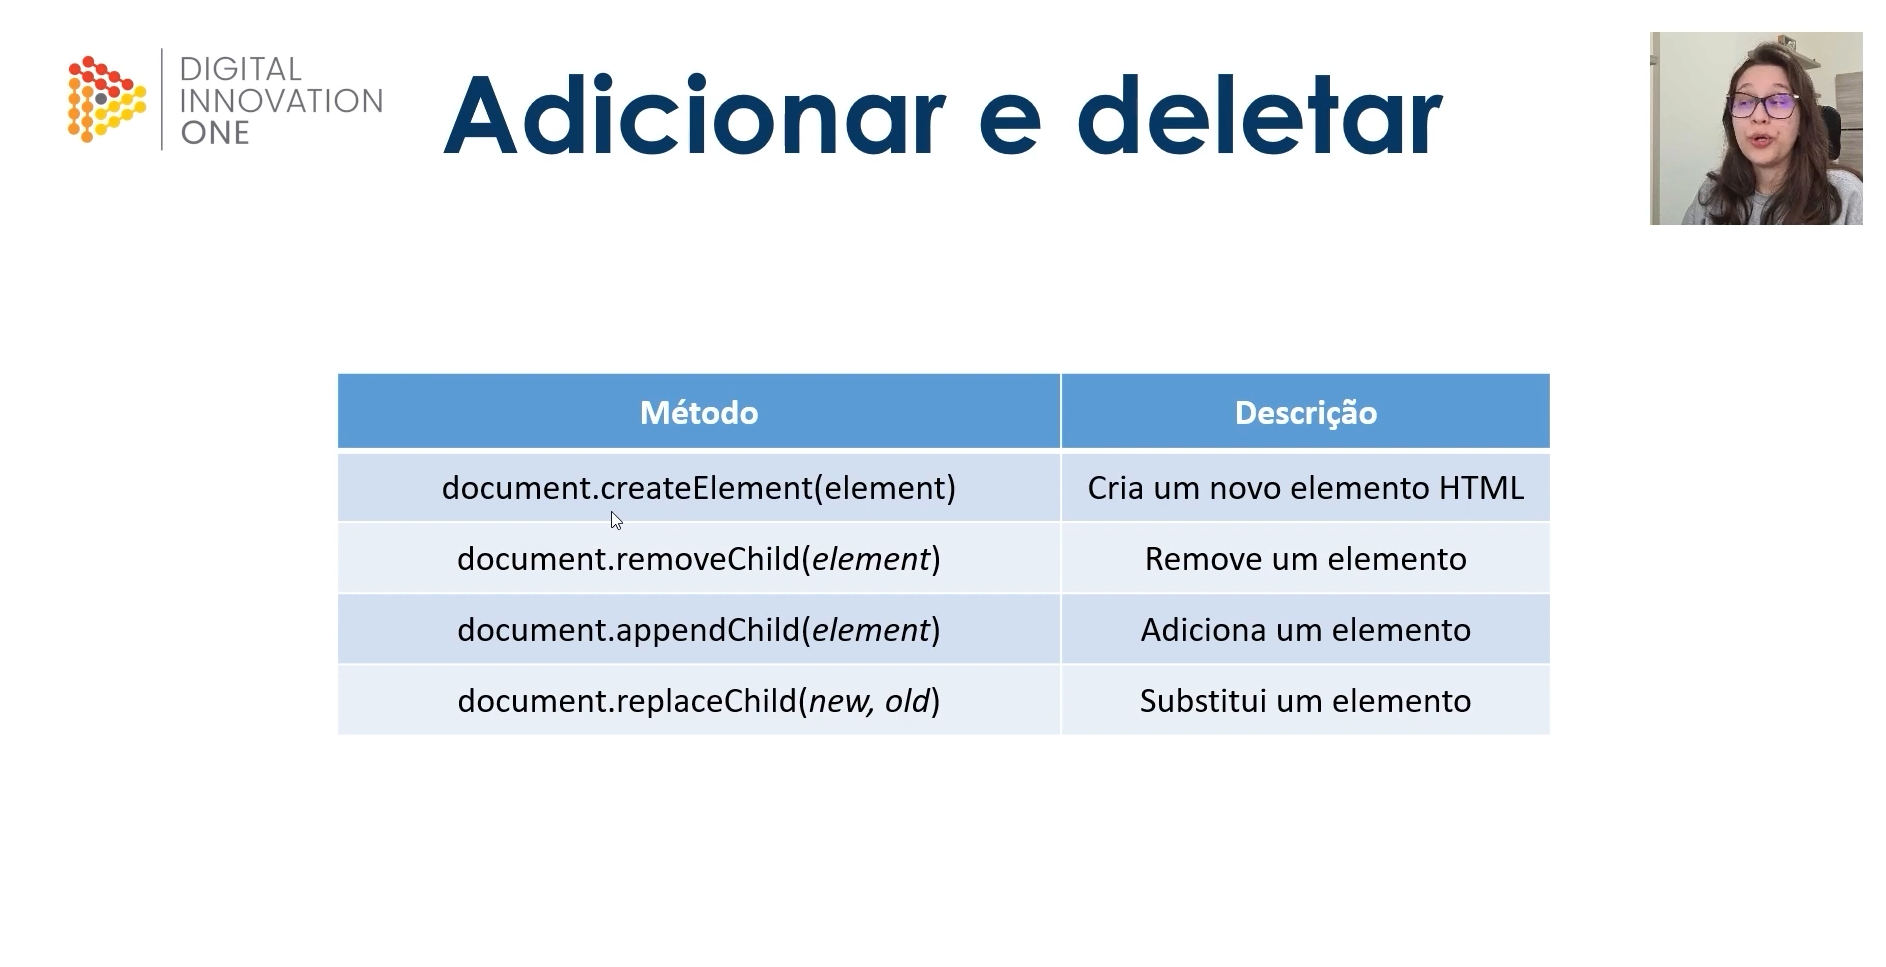 DIGITAL
INNOVATION
ONE
Adicionar e deletar
Método Descrição
document.createElement(element) Cria um novo elemento HTML
document.removeChild(element) Remove um elemento
document.appendChild(element) Adiciona um elemento
document.replaceChild(new, old) Substitui um elemento